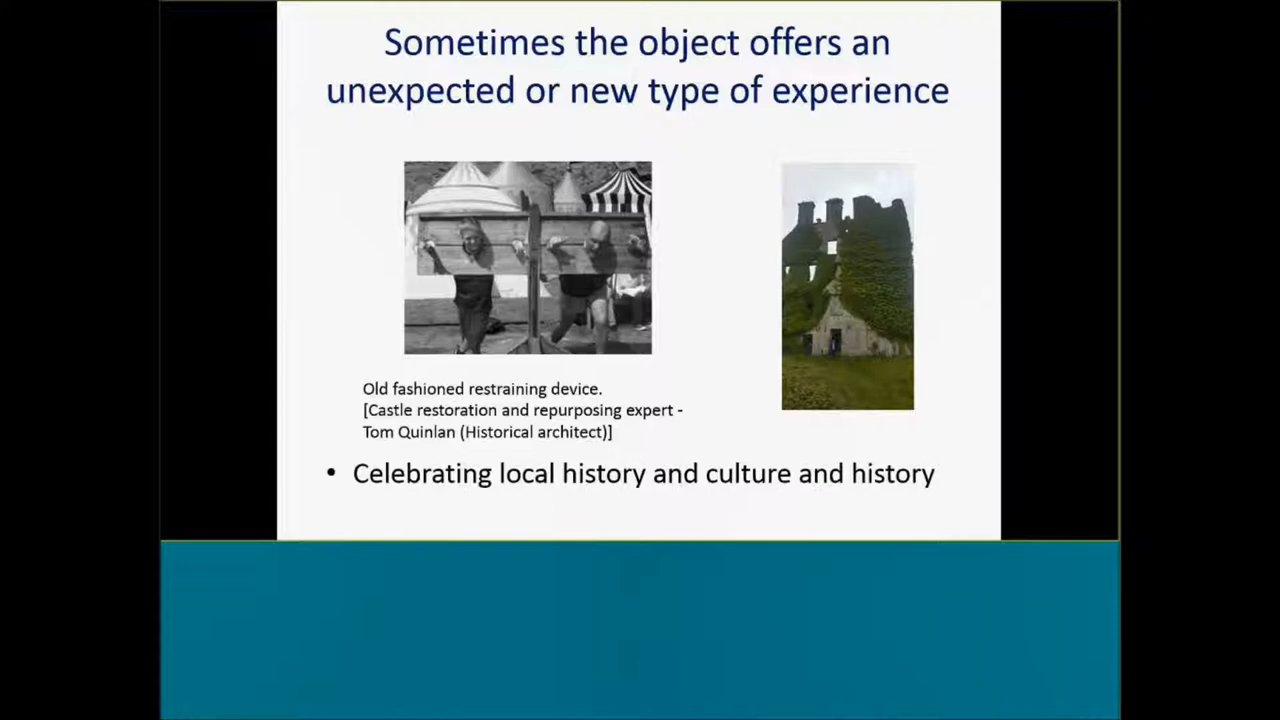 Sometimes the object offers an
unexpected or new type of experience
Old fashioned restraining device.
[Castle restoration and repurposing expert -
Tom Quinlan (Historical architect)]
• Celebrating local history and culture and history